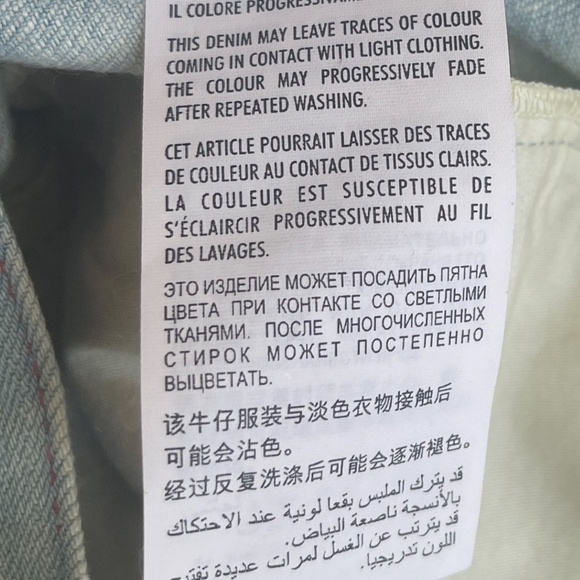 IL COLORE
THIS DENIM MAY LEAVE TRACES OF COLOUR
COMING IN CONTACT WITH LIGHT CLOTHING.
THE COLOUR MAY PROGRESSIVELY FADE
AFTER REPEATED WASHING.
CET ARTICLE POURRAIT LAISSER DES TRACES
DE COULEUR AU CONTACT DE TISSUS CLAIRS.
LA COULEUR EST SUSCEPTIBLE DE
S'ÉCLAIRCIR PROGRESSIVEMENT AU FIL
DES LAVAGES.
ЭТО ИЗДЕЛИЕ МОЖЕТ ПОСАДИТЬ ПЯТНА
ЦВЕТА ПРИ КОНТАКТЕ СО СВЕТЛЫМИ
ТКАНЯМИ. ПОСЛЕ МНОГОЧИСЛЕННЫХ
СТИРОК МОЖЕТ ПОСТЕПЕННО
ВЫЦВЕТАТЬ.
该牛仔服装与淡色衣物接触后
可能会沾色。
经过反复洗涤后可能会逐渐褪色。
قد يترك الملبس بقعا لونية عند الاحتكاك
بالأنسجة ناصعة البياض.
قد يترتب عن الغسل لمرات عديدة تفتح
اللون تدريجيا.